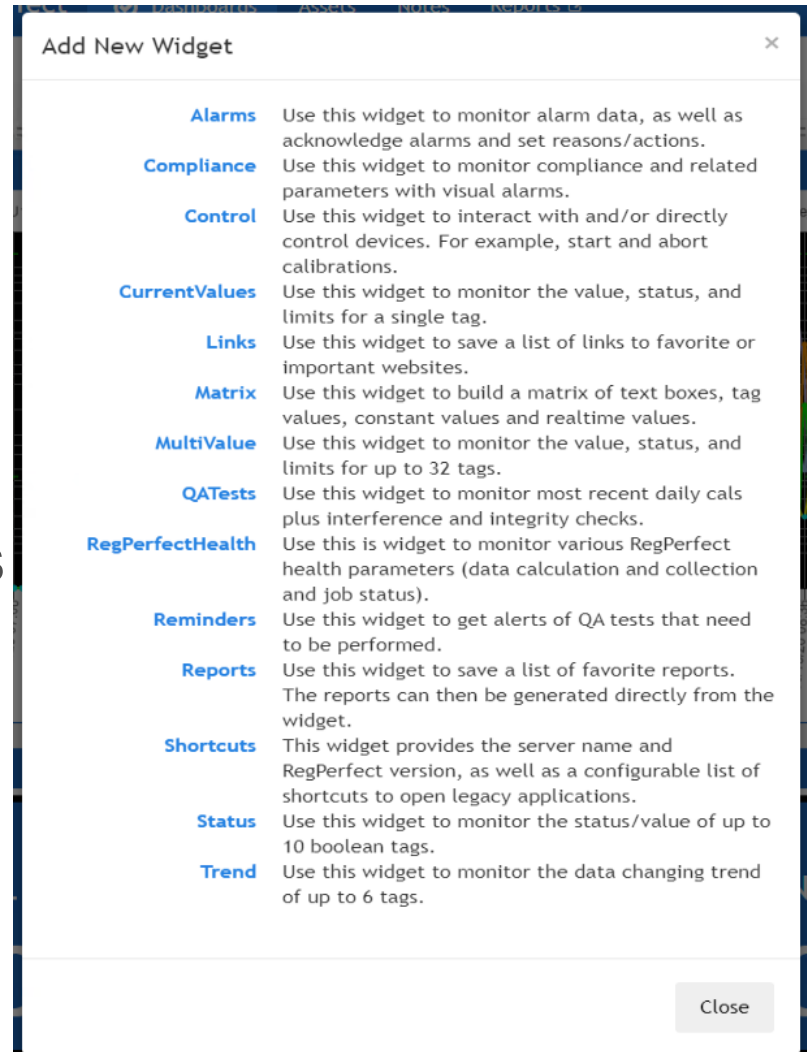 Dashboards Assets Notes Reports
Add New Widget ×
Alarms Use this widget to monitor alarm data, as well as
acknowledge alarms and set reasons/actions.
Compliance Use this widget to monitor compliance and related
parameters with visual alarms.
Control Use this widget to interact with and/or directly
control devices. For example, start and abort
calibrations.
CurrentValues Use this widget to monitor the value, status, and
limits for a single tag.
Links Use this widget to save a list of links to favorite or
important websites.
Matrix Use this widget to build a matrix of text boxes, tag
values, constant values and realtime values.
MultiValue Use this widget to monitor the value, status, and
limits for up to 32 tags.
QATests Use this widget to monitor most recent daily cals
plus interference and integrity checks.
RegPerfectHealth Use this is widget to monitor various RegPerfect
health parameters (data calculation and collection
and job status).
Reminders Use this widget to get alerts of QA tests that need
to be performed.
Reports Use this widget to save a list of favorite reports.
The reports can then be generated directly from the
widget.
Shortcuts This widget provides the server name and
RegPerfect version, as well as a configurable list of
shortcuts to open legacy applications.
Status Use this widget to monitor the status/value of up to
10 boolean tags.
Trend Use this widget to monitor the data changing trend
of up to 6 tags.
Close